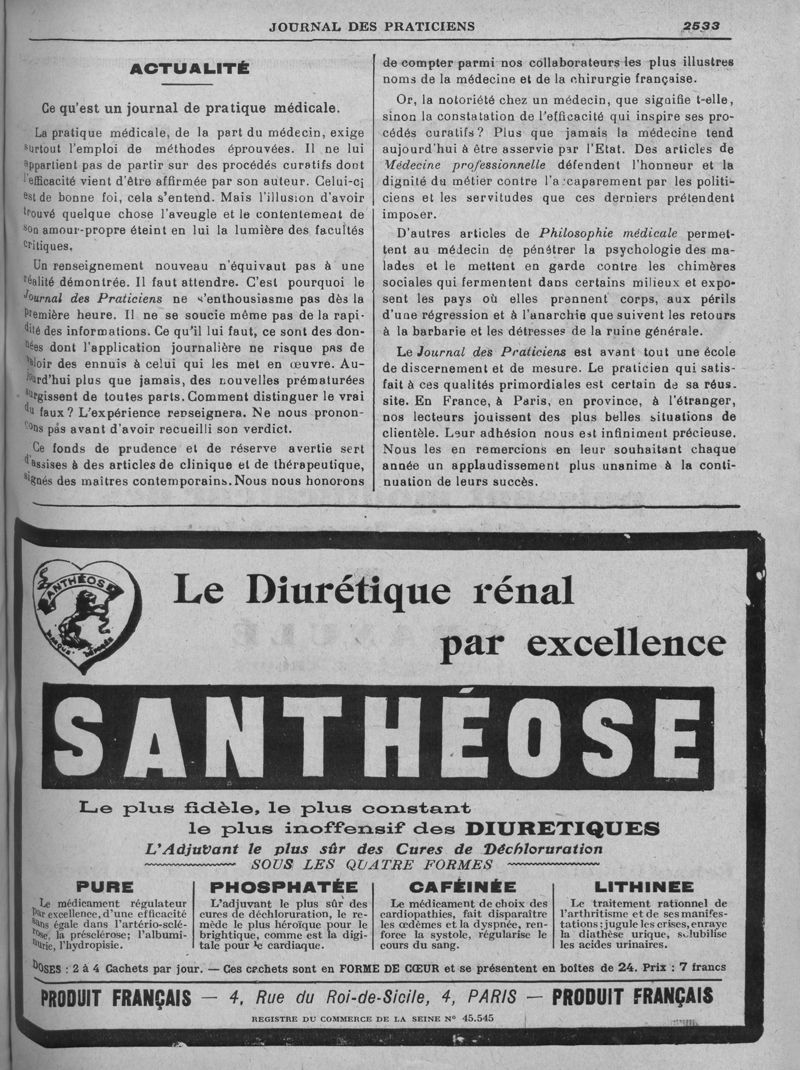 JOURNAL DES PRATICIENS
2533
ACTUALITÉ
Ce qu'est un journal de pratique médicale.
La pratique médicale, de la part du médecin, exige
surtout l'emploi de méthodes éprouvées. Il ne lui
appartient pas de partir sur des procédés curatifs dont
l'efficacité vient d'être affirmée par son auteur. Celui-ci
est de bonne foi, cela s'entend. Mais l'illusion d'avoir
trouvé quelque chose l'aveugle et le contentement de
son amour-propre éteint en lui la lumière des facultés
critiques.
Un renseignement nouveau n'équivaut pas à une
réalité démontrée. Il faut attendre. C'est pourquoi le
Journal des Praticiens ne s'enthousiasme pas dès la
première heure. Il ne se soucie même pas de la rapi-
dité des informations. Ce qu'il lui faut, ce sont des don-
nées dont l'application journalière ne risque pas de
valoir des ennuis à celui qui les met en œuvre. Au-
jourd'hui plus que jamais, des nouvelles prématurées
surgissent de toutes parts. Comment distinguer le vrai
du faux? L'expérience renseignera. Ne nous pronon-
çons pas avant d'avoir recueilli son verdict.
Ce fonds de prudence et de réserve avertie sert
d'assises à des articles de clinique et de thérapeutique,
signés des maitres contemporains. Nous nous honorons
de compter parmi nos collaborateurs les plus illustres
noms de la médecine et de la chirurgie française.
Or, la notoriété chez un médecin, que signifie t-elle,
sinon la constatation de l'efficacité qui inspire ses pro-
cédés curatifs? Plus que jamais la médecine tend
aujourd'hui à être asservie par l'Etat. Des articles de
Médecine professionnelle défendent l'honneur et la
dignité du métier contre l'accaparement par les politi-
ciens et les servitudes que ces derniers prétendent
imposer.
D'autres articles de Philosophie médicale permet-
tent au médecin de pénétrer la psychologie des ma-
lades et le mettent en garde contre les chimères
sociales qui fermentent dans certains milieux et expo-
sent les pays où elles prennent corps, aux périls
d'une régression et à l'anarchie que suivent les retours
à la barbarie et les détresses de la ruine générale.
Le Journal des Praticiens est avant tout une école
de discernement et de mesure. Le praticien qui satis-
fait à ces qualités primordiales est certain de sa réus-
site. En France, à Paris, en province, à l'étranger,
nos lecteurs jouissent des plus belles situations de
clientèle. Leur adhésion nous est infiniment précieuse.
Nous les en remercions en leur souhaitant chaque
année un applaudissement plus unanime à la conti-
nuation de leurs succès.
SANTHÉOSE
MARQUE DÉPOSÉE
Le Diurétique rénal
par excellence
SANTHÉOSE
Le plus fidèle, le plus constant
le plus inoffensif des DIURETIQUES
L'Adjuvant le plus sûr des Cures de Déchloruration
SOUS LES QUATRE FORMES
PURE
Le médicament régulateur
par excellence, d'une efficacité
sans égale dans l'artério-sclé-
rose, la présclérose; l'albumi-
nurie, l'hydropisie.
PHOSPHATÉE
L'adjuvant le plus sûr des
cures de déchloruration, le re-
mède le plus héroïque pour le
brightique, comme est la digi-
tale pour le cardiaque.
CAFÉINÉE
Le médicament de choix des
cardiopathies, fait disparaître
les œdèmes et la dyspnée, ren-
force la systole, régularise le
cours du sang.
LITHINEE
Le traitement rationnel de
l'arthritisme et de ses manifes-
tations; jugule les crises, enraye
la diathèse urique, solubilise
les acides urinaires.
DOSES : 2 à 4 Cachets par jour. — Ces cachets sont en FORME DE CŒUR et se présentent en boites de 24. Prix : 7 francs
PRODUIT FRANÇAIS — 4, Rue du Roi-de-Sicile, 4, PARIS — PRODUIT FRANÇAIS
REGISTRE DU COMMERCE DE LA SEINE N° 45.545